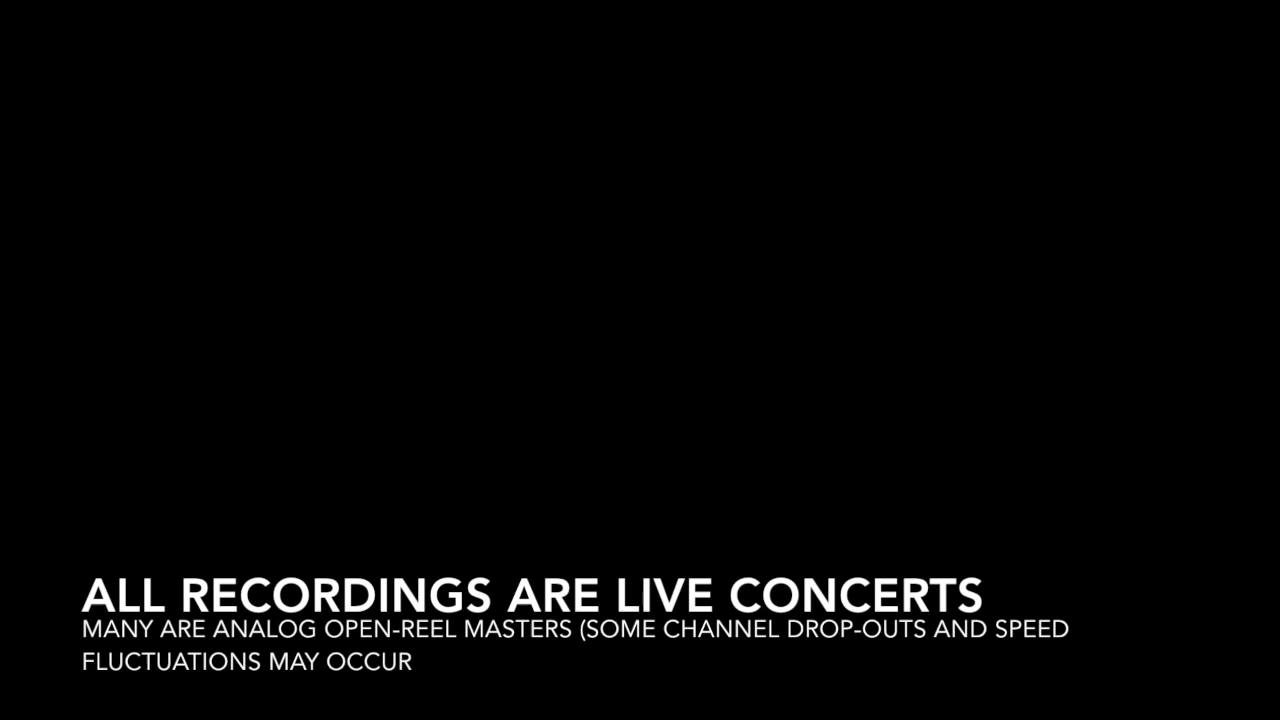 ALL RECORDINGS ARE LIVE CONCERTS
MANY ARE ANALOG OPEN-REEL MASTERS (SOME CHANNEL DROP-OUTS AND SPEED
FLUCTUATIONS MAY OCCUR